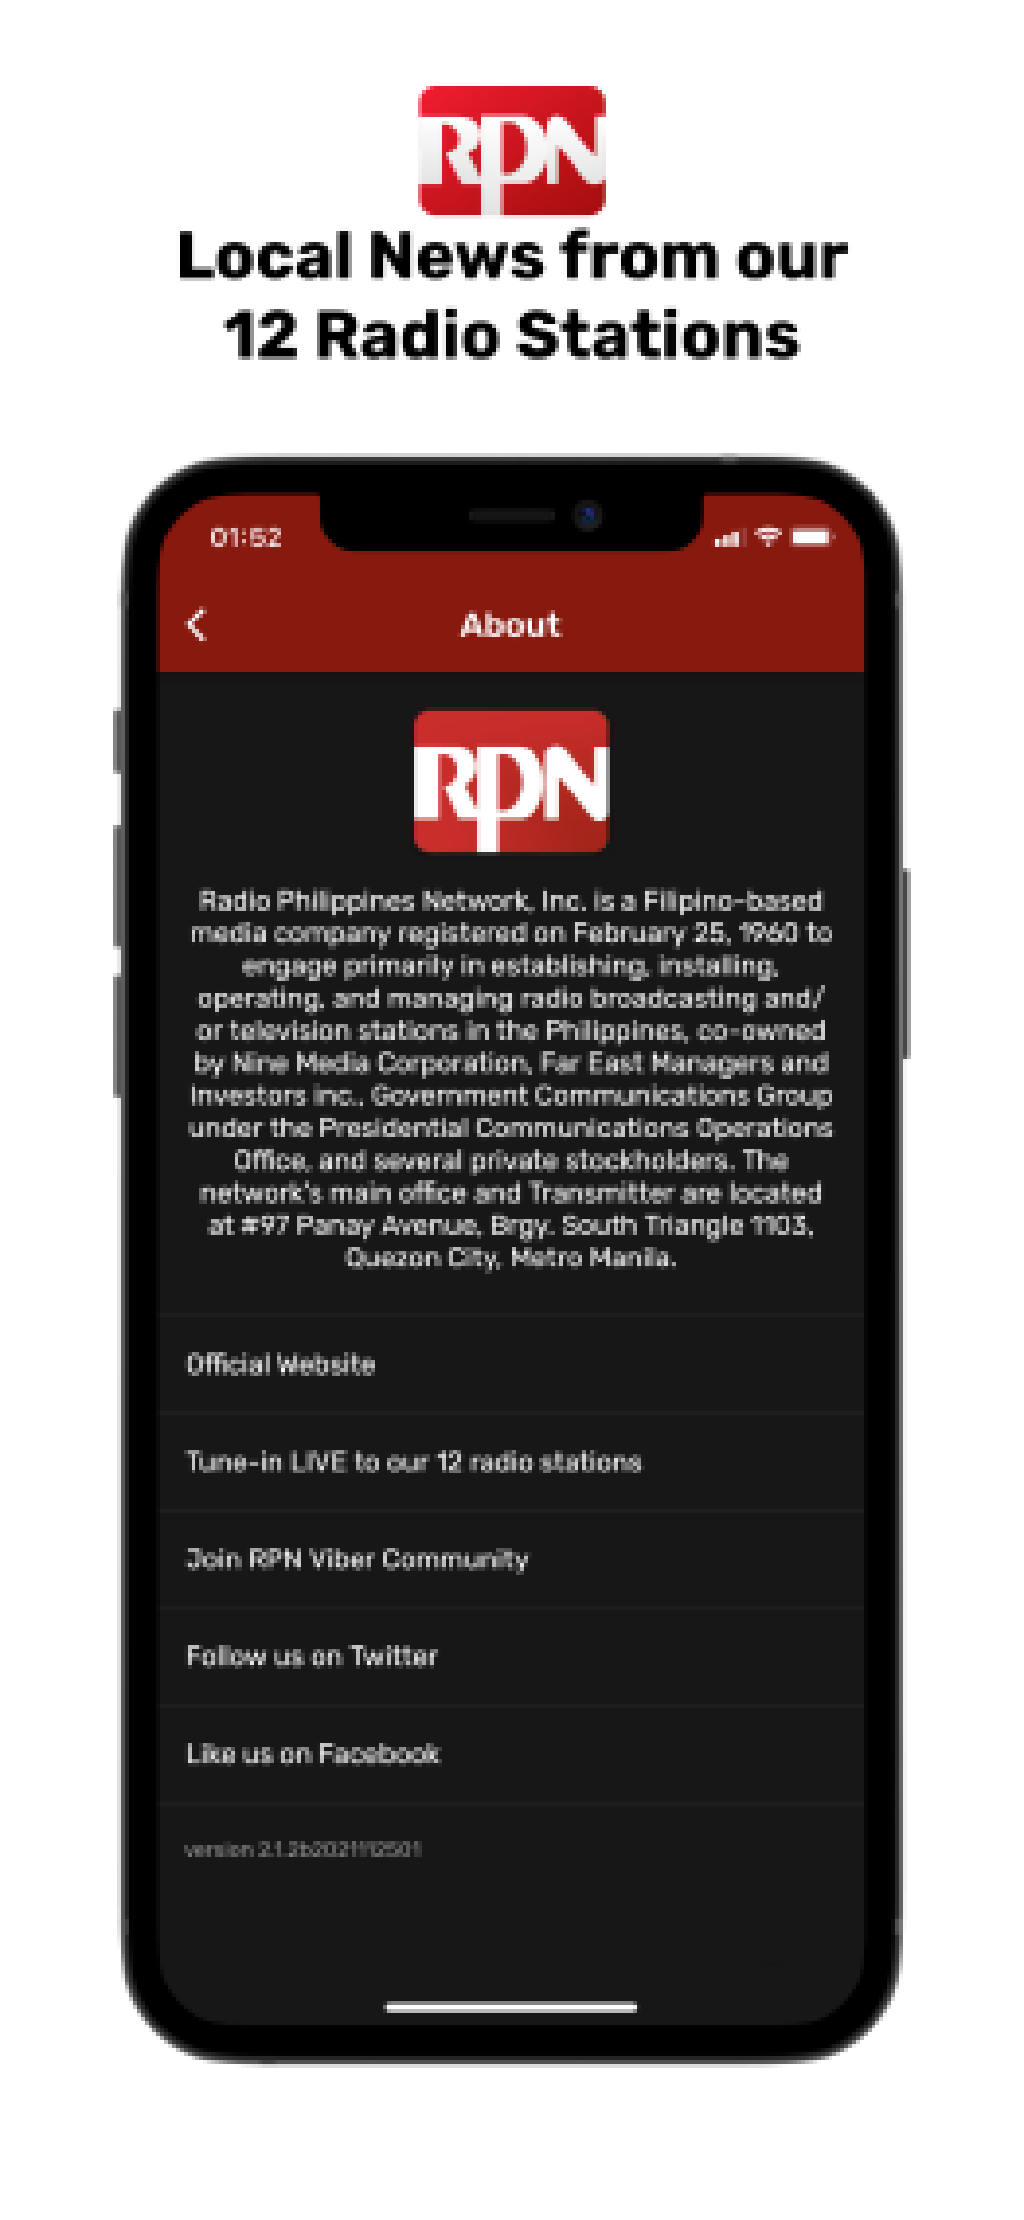 RPN
Local News from our
12 Radio Stations
01:52
About
RPN
Radio Philippines Network, Inc. is a Filipino-based
media company registered on February 25, 1960 to
engage primarily in establishing, installing,
operating, and managing radio broadcasting and/
or television stations in the Philippines, co-owned
by Nine Media Corporation, Far East Managers and
Investors inc., Government Communications Group
under the Presidential Communications Operations
Office, and several private stockholders. The
network's main office and Transmitter are located
at #97 Panay Avenue, Brgy. South Triangle 1103,
Quezon City, Metro Manila.
Official Website
Tune-in LIVE to our 12 radio stations
Join RPN Viber Community
Follow us on Twitter
Like us on Facebook
version 2.1.2b2021112501